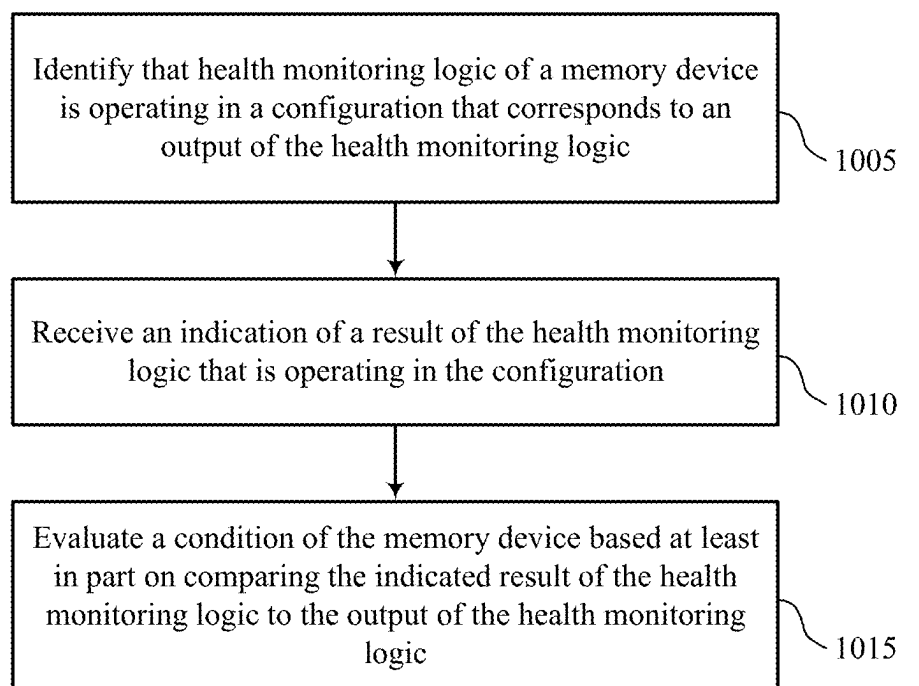 Identify that health monitoring logic of a memory device
is operating in a configuration that corresponds to an
output of the health monitoring logic
1005
Receive an indication of a result of the health monitoring
logic that is operating in the configuration
1010
Evaluate a condition of the memory device based at least
in part on comparing the indicated result of the health
monitoring logic to the output of the health monitoring
logic
1015